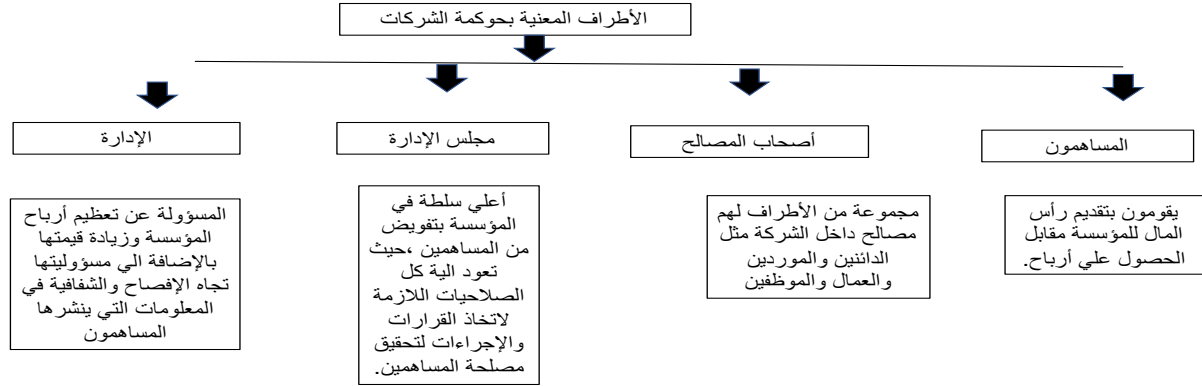 الأطراف المعنية بحوكمة الشركات
المساهمون
أصحاب المصالح
مجلس الإدارة
الإدارة
يقومون بتقديم رأس
المال للمؤسسة مقابل
الحصول علي أرباح.
مجموعة من الأطراف لهم
مصالح داخل الشركة مثل
الدائنين والموردين
والعمال والموظفين
أعلي سلطة في
المؤسسة بتفويض
من المساهمين ،حيث
تعود الية كل
الصلاحيات اللازمة
لاتخاذ القرارات
والإجراءات لتحقيق
مصلحة المساهمين.
المسؤولة عن تعظيم أرباح
المؤسسة وزيادة قيمتها
بالإضافة الي مسؤوليتها
تجاه الإفصاح والشفافية في
المعلومات التي ينشرها
المساهمون